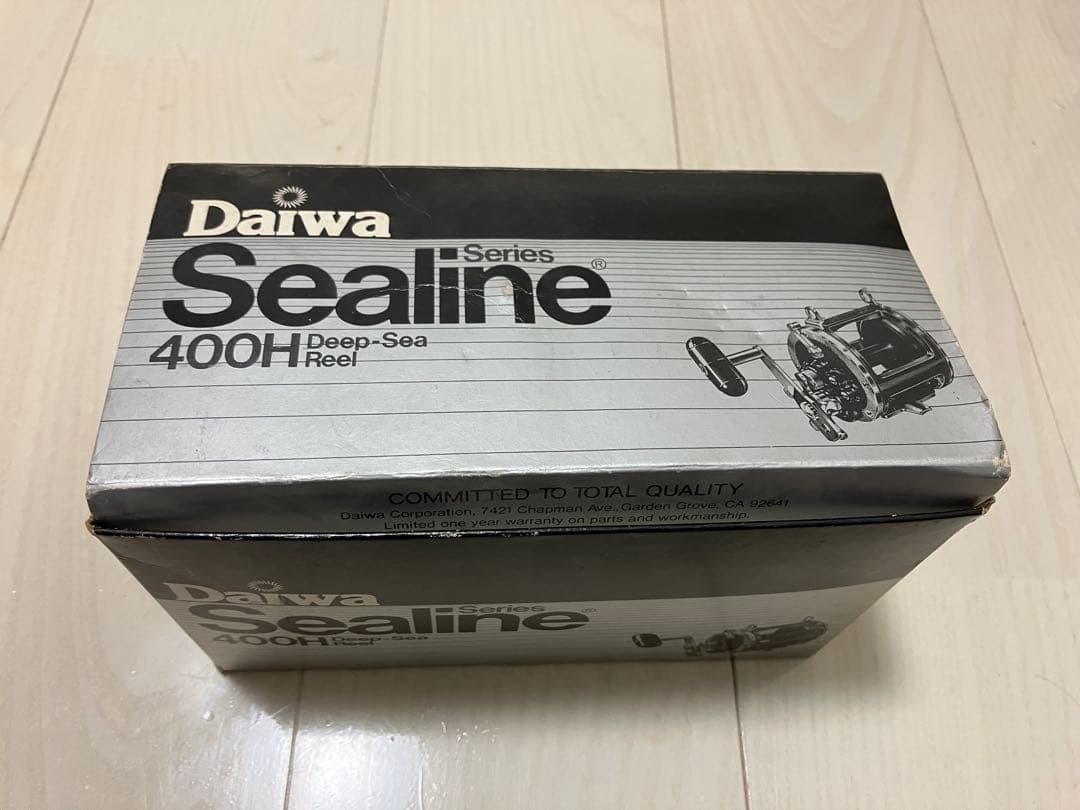 Daiwa
Sealine Series ®
400H Deep-Sea Reel
COMMITTED TO TOTAL QUALITY
Daiwa Corporation, 7421 Chapman Ave., Garden Grove, CA 92641
Limited one year warranty on parts and workmanship.
Daiwa
Sealine Series ®
400H Deep-Sea Reel